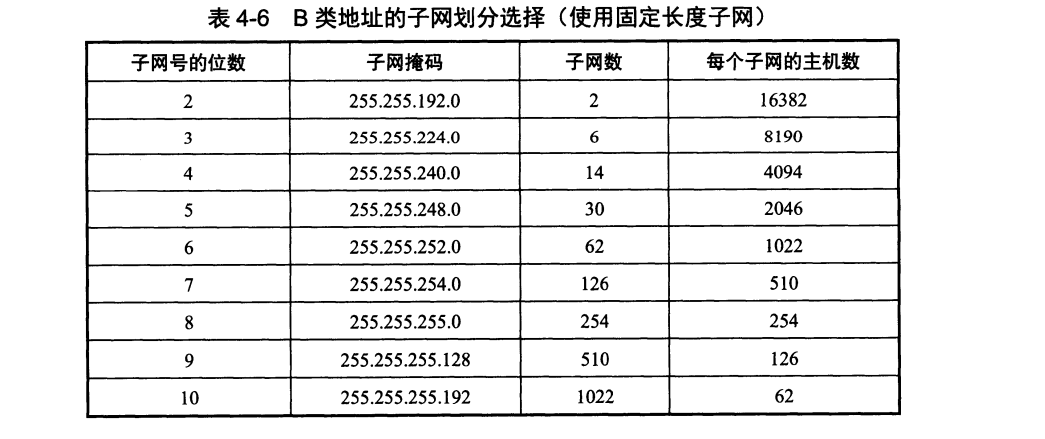 表 4-6 B 类地址的子网划分选择（使用固定长度子网）
子网号的位数 子网掩码 子网数 每个子网的主机数
2 255.255.192.0 2 16382
3 255.255.224.0 6 8190
4 255.255.240.0 14 4094
5 255.255.248.0 30 2046
6 255.255.252.0 62 1022
7 255.255.254.0 126 510
8 255.255.255.0 254 254
9 255.255.255.128 510 126
10 255.255.255.192 1022 62